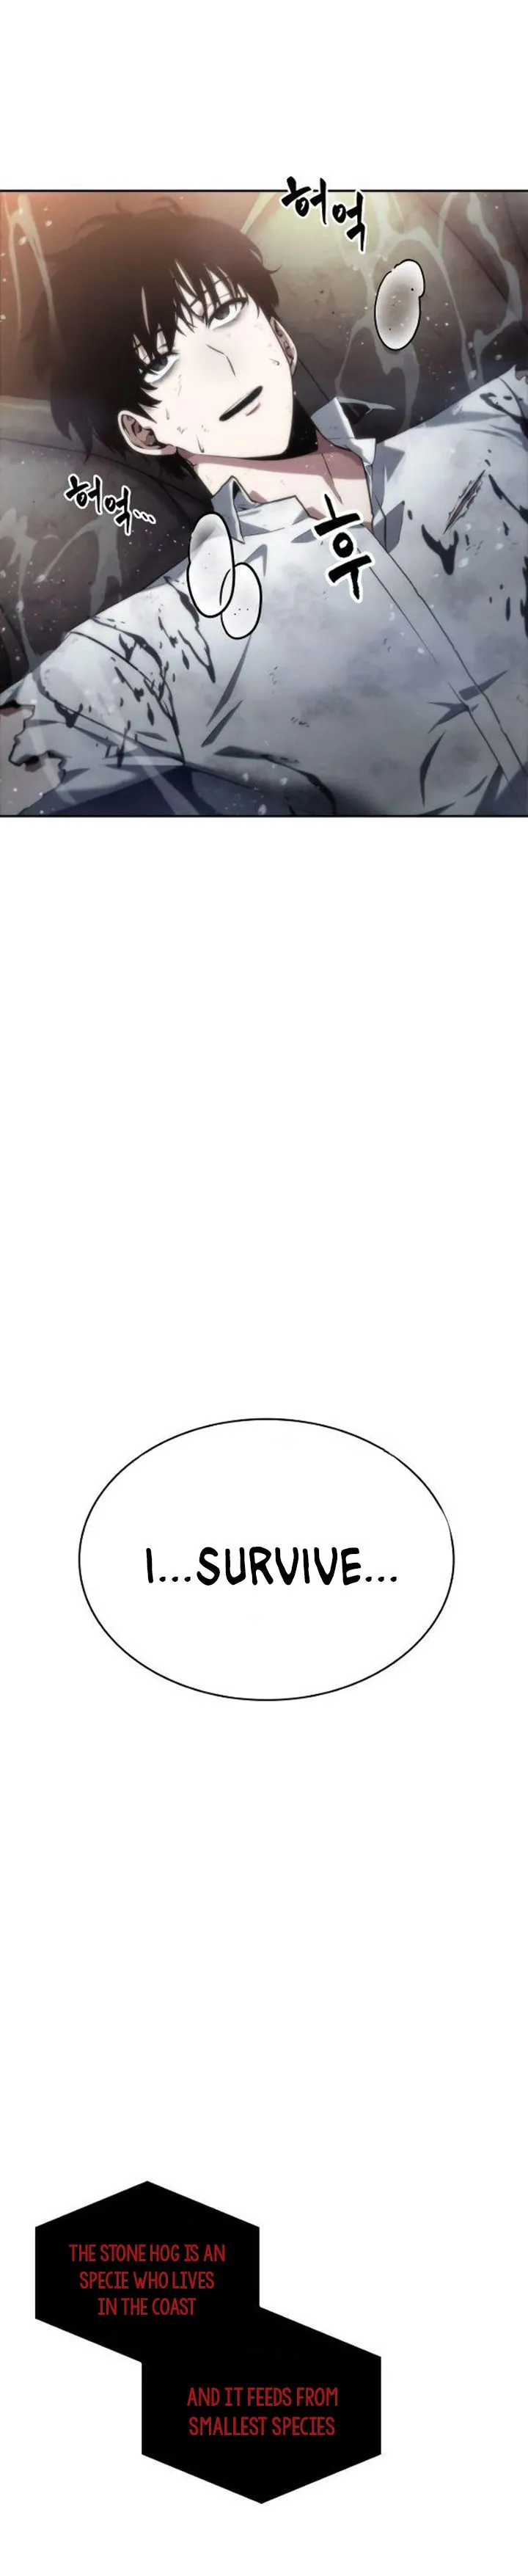 허억
허억...
후
I...SURVIVE...
THE STONE HOG IS AN
SPECIE WHO LIVES
IN THE COAST
AND IT FEEDS FROM
SMALLEST SPECIES